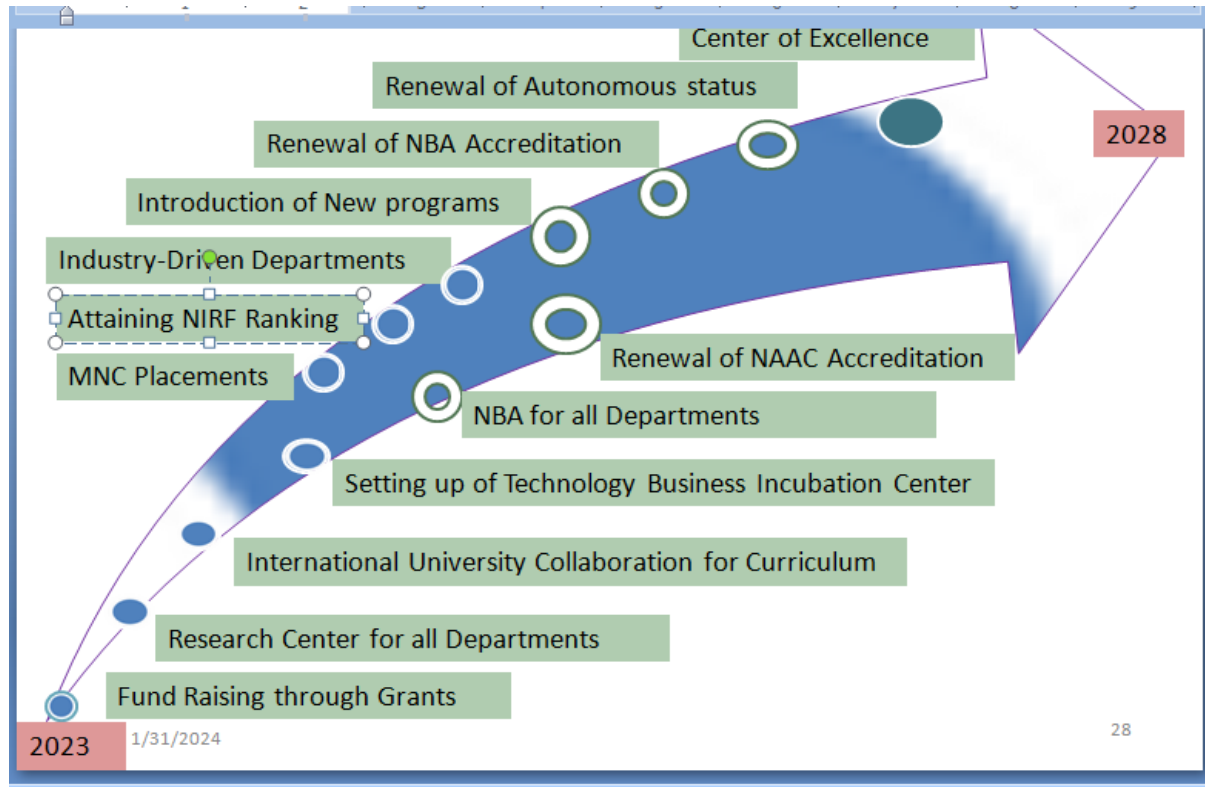 Center of Excellence
Renewal of Autonomous status
2028
Renewal of NBA Accreditation
Introduction of New programs
Industry-Driven Departments
Attaining NIRF Ranking
Renewal of NAAC Accreditation
MNC Placements
NBA for all Departments
Setting up of Technology Business Incubation Center
International University Collaboration for Curriculum
Research Center for all Departments
Fund Raising through Grants
2023
1/31/2024
28